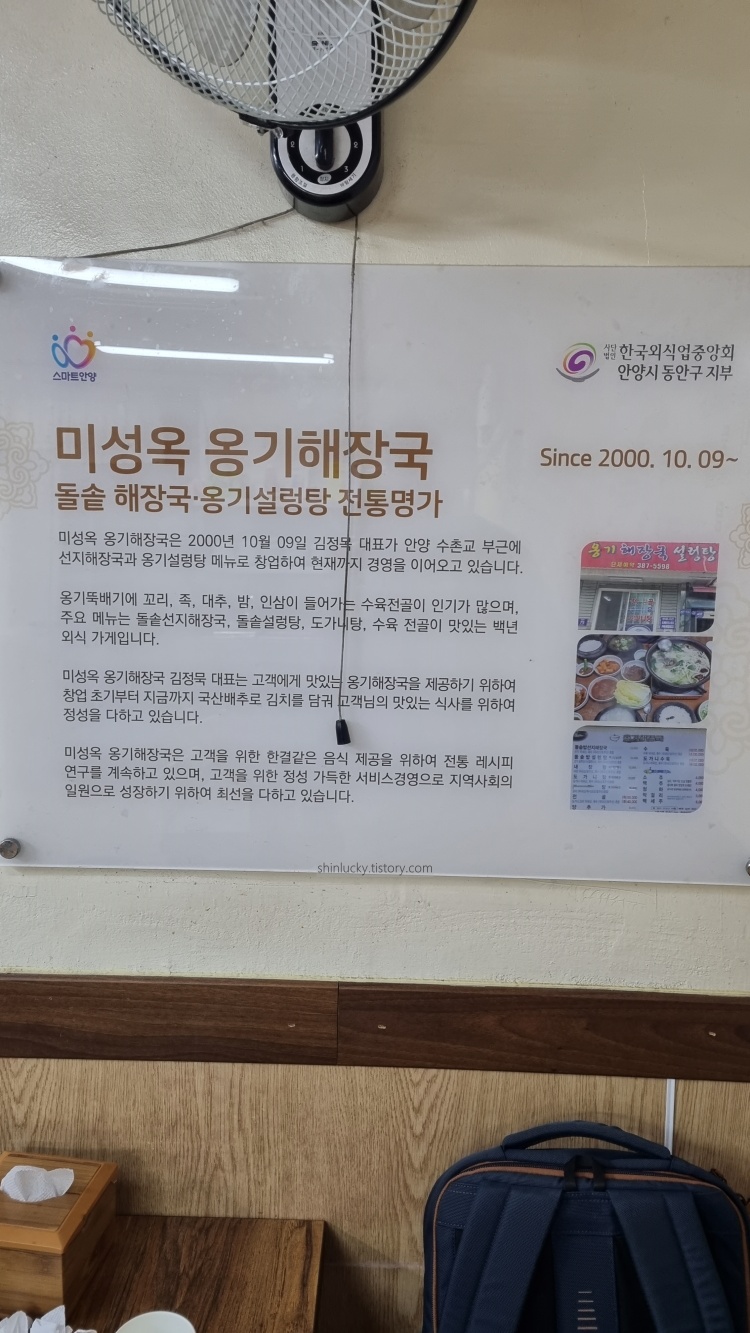 1
3
스마트안양
사단법인 한국외식업중앙회
안양시 동안구 지부
미성옥 옹기해장국
Since 2000. 10. 09~
돌솥 해장국·옹기설렁탕 전통명가
미성옥 옹기해장국은 2000년 10월 09일 김정묵 대표가 안양 수촌교 부근에
선지해장국과 옹기설렁탕 메뉴로 창업하여 현재까지 경영을 이어오고 있습니다.
옹기뚝배기에 꼬리, 족, 대추, 밤, 인삼이 들어가는 수육전골이 인기가 많으며,
주요 메뉴는 돌솥선지해장국, 돌솥설렁탕, 도가니탕, 수육 전골이 맛있는 백년
외식 가게입니다.
미성옥 옹기해장국 김정묵 대표는 고객에게 맛있는 옹기해장국을 제공하기 위하여
창업 초기부터 지금까지 국산배추로 김치를 담궈 고객님의 맛있는 식사를 위하여
정성을 다하고 있습니다.
미성옥 옹기해장국은 고객을 위한 한결같은 음식 제공을 위하여 전통 레시피
연구를 계속하고 있으며, 고객을 위한 정성 가득한 서비스경영으로 지역사회의
일원으로 성장하기 위하여 최선을 다하고 있습니다.
옹기 해장국 설렁탕
387-5598
shinlucky.tistory.com